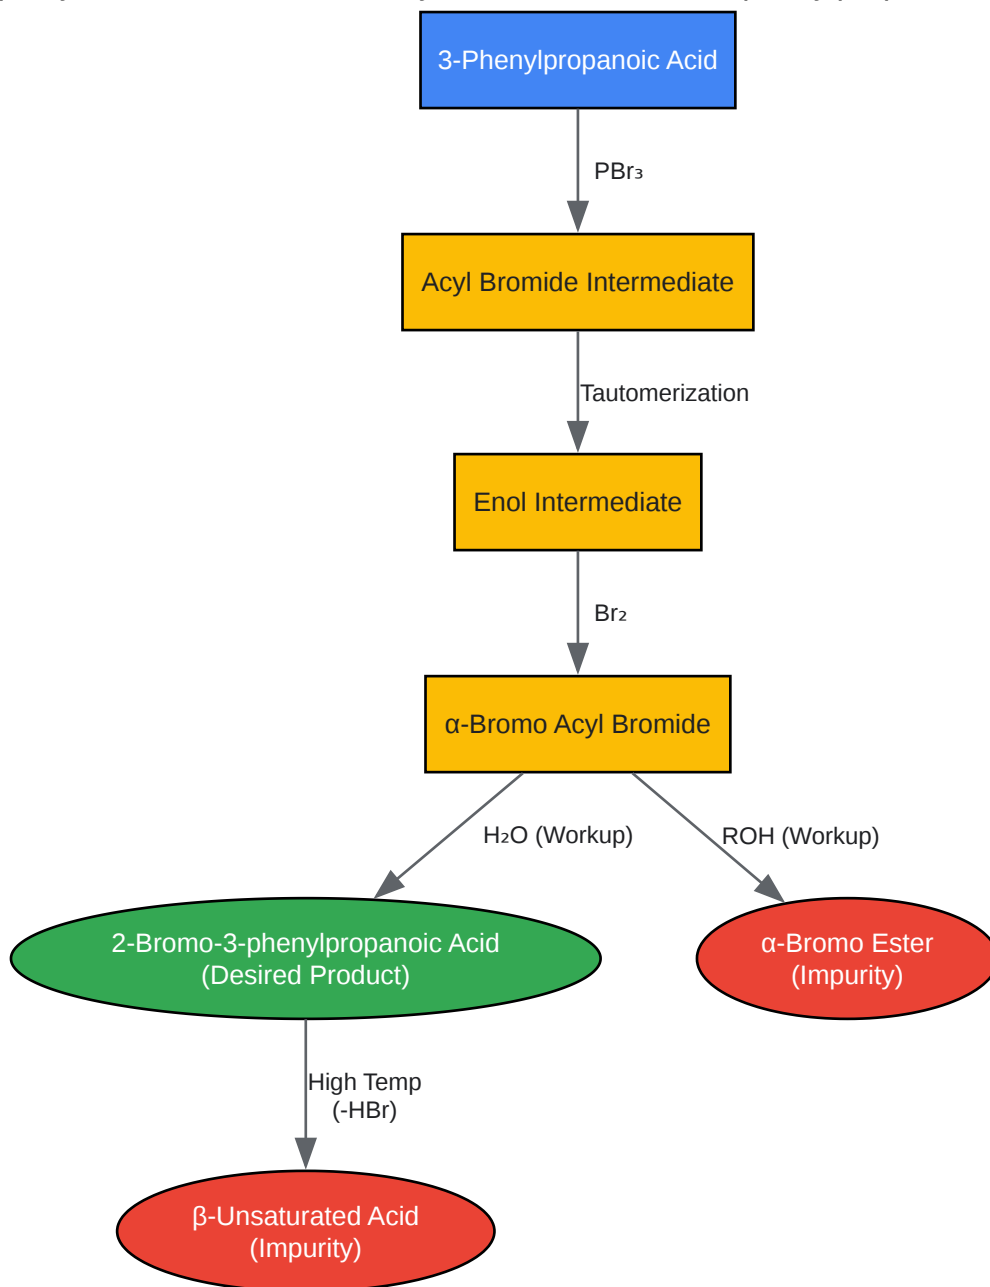 3-Phenylpropanoic Acid
PBr₃
Acyl Bromide Intermediate
Tautomerization
Enol Intermediate
Br₂
α-Bromo Acyl Bromide
H₂O (Workup)
ROH (Workup)
2-Bromo-3-phenylpropanoic Acid
(Desired Product)
α-Bromo Ester
(Impurity)
High Temp
(-HBr)
β-Unsaturated Acid
(Impurity)